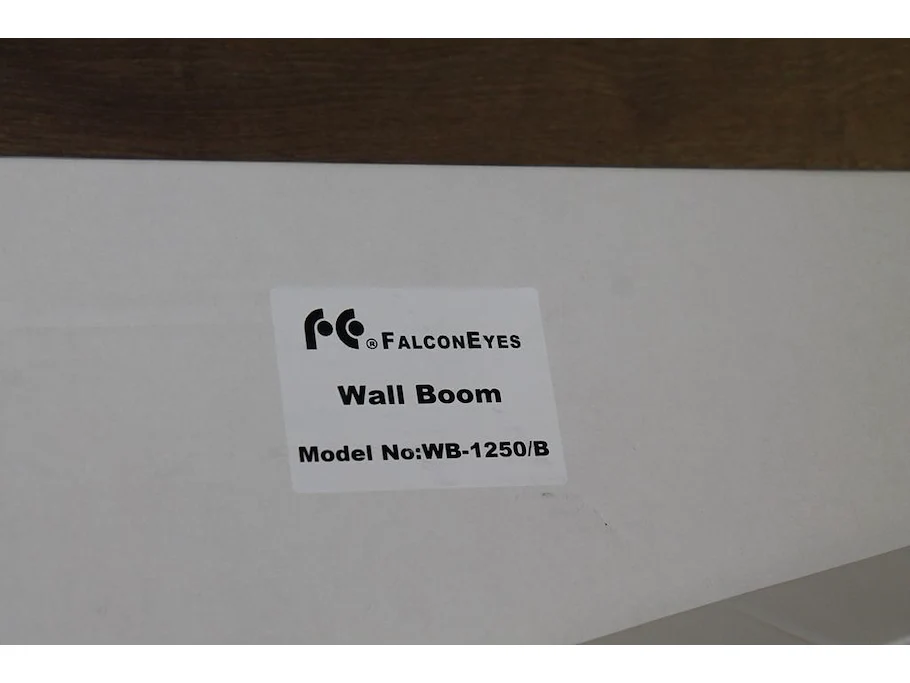 ® FALCONEYES
Wall Boom
Model No:WB-1250/B